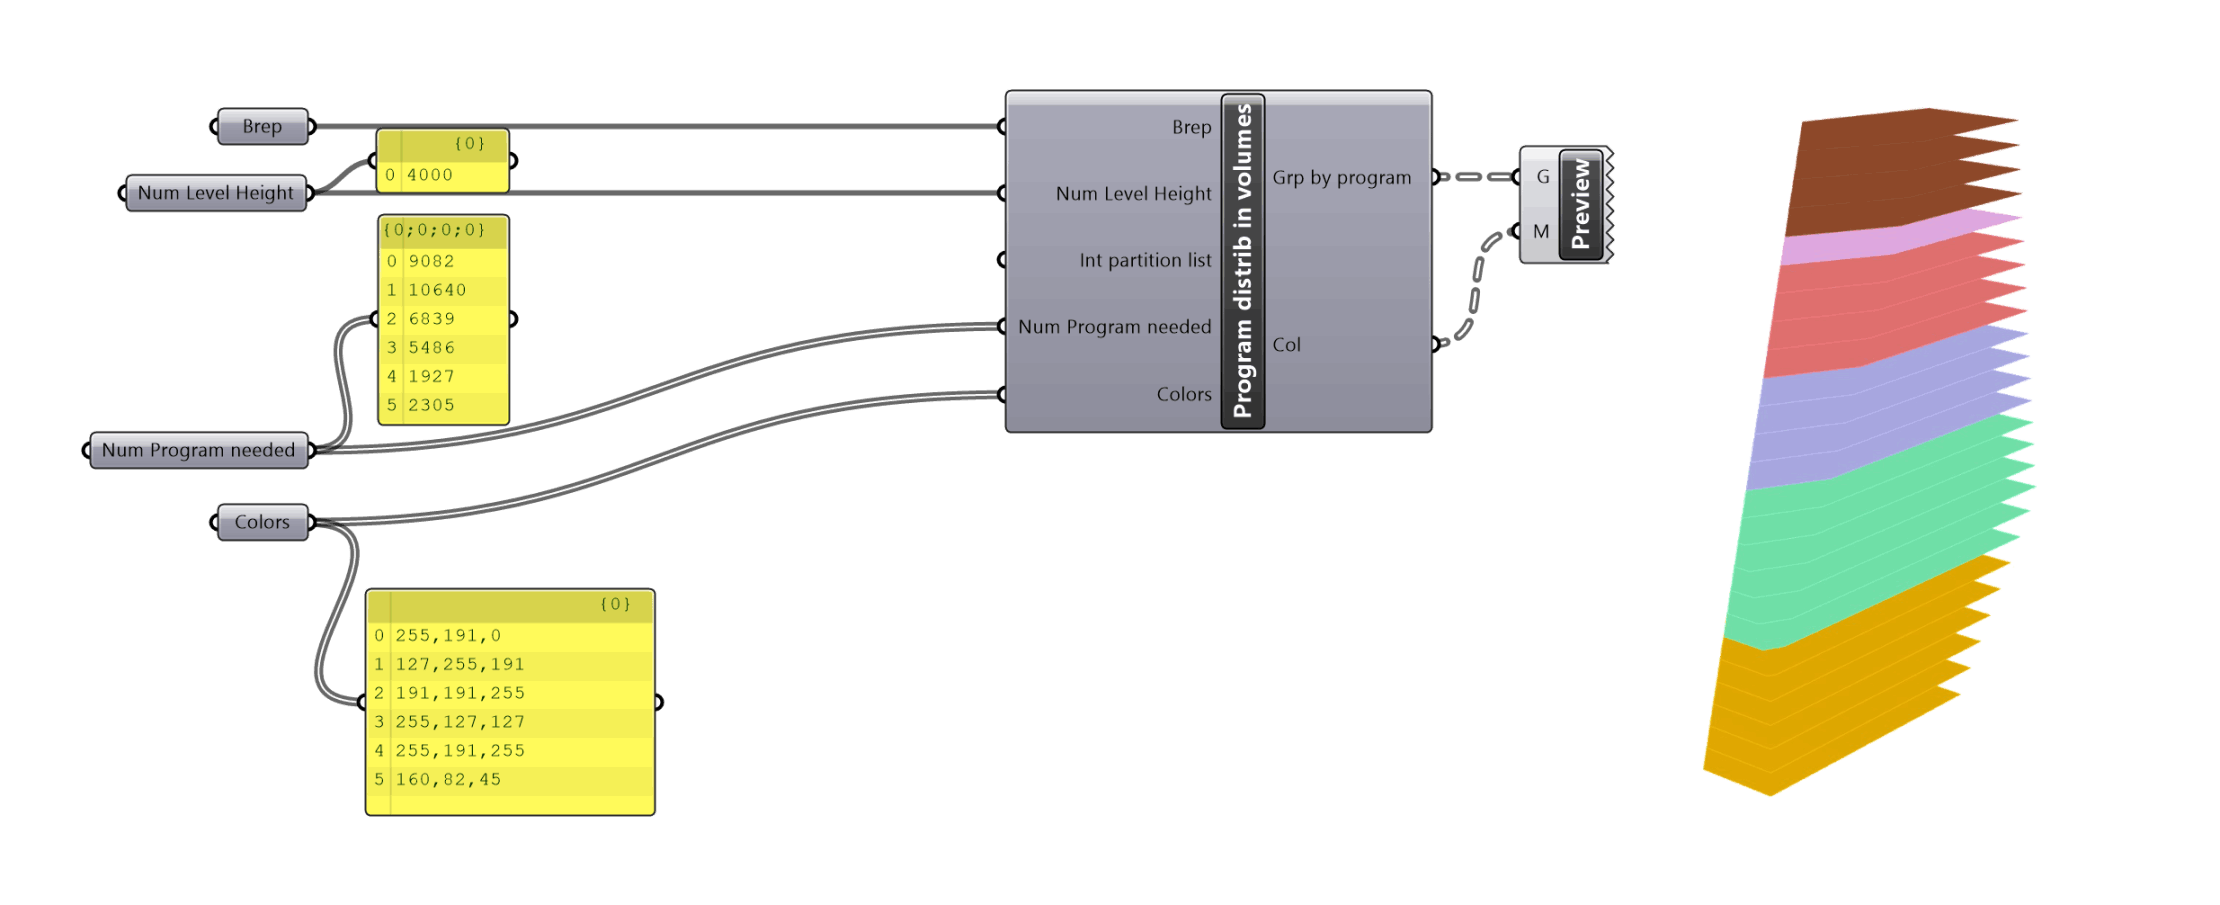 Brep
{0}
0 4000
Num Level Height
{0;0;0;0}
0 9082
1 10640
2 6839
3 5486
4 1927
5 2305
Num Program needed
Colors
{0}
0 255,191,0
1 127,255,191
2 191,191,255
3 255,127,127
4 255,191,255
5 160,82,45
Brep
Num Level Height
Int partition list
Num Program needed
Colors
Program distrib in volumes
Grp by program
Col
G
M
Preview